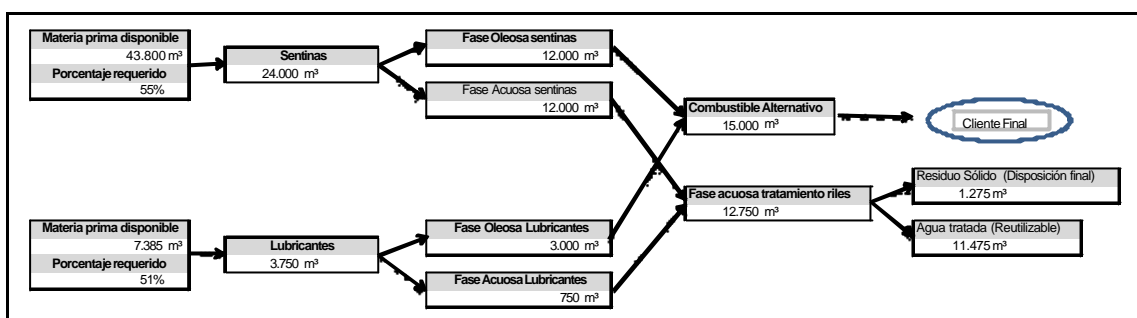 Materia prima disponible
43.800 m³
Porcentaje requerido
55%
Sentinas
24.000 m³
Fase Oleosa sentinas
12.000 m³
Fase Acuosa sentinas
12.000 m³
Combustible Alternativo
15.000 m³
Cliente Final
Fase acuosa tratamiento riles
12.750 m³
Residuo Sólido (Disposición final)
1.275 m³
Agua tratada (Reutilizable)
11.475 m³
Materia prima disponible
7.385 m³
Porcentaje requerido
51%
Lubricantes
3.750 m³
Fase Oleosa Lubricantes
3.000 m³
Fase Acuosa Lubricantes
750 m³